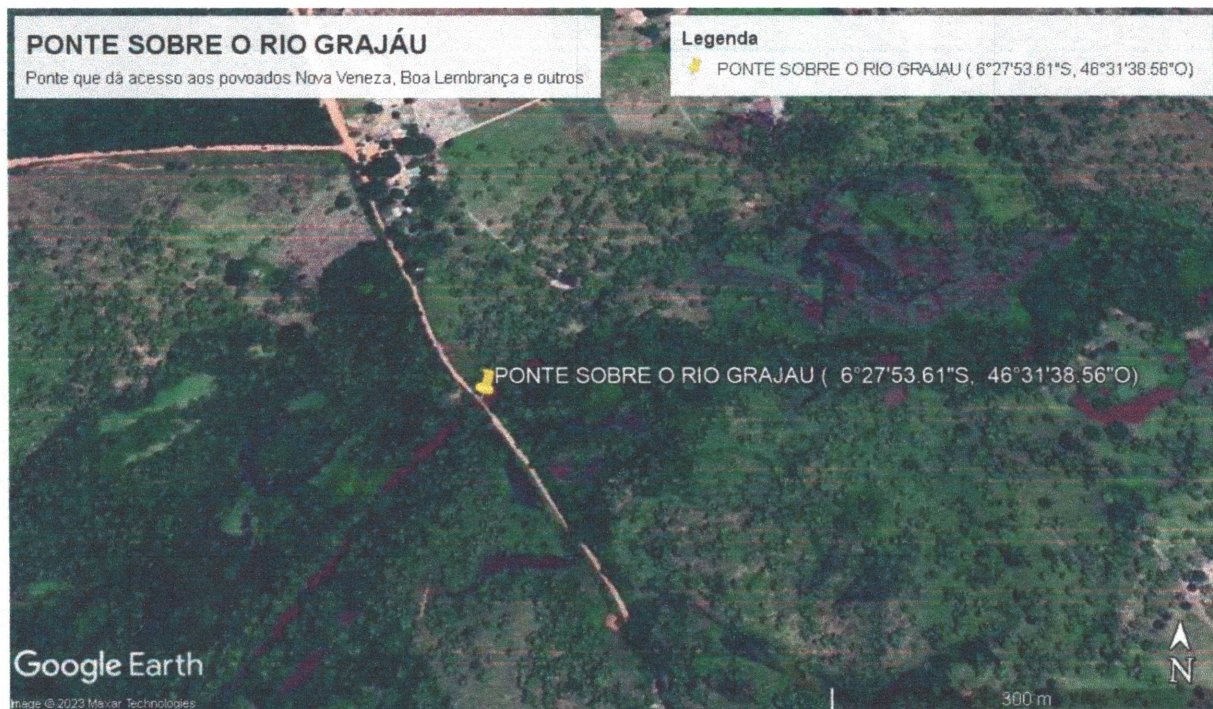 PONTE SOBRE O RIO GRAJÁU
Ponte que dá acesso aos povoados Nova Veneza, Boa Lembrança e outros
Legenda
PONTE SOBRE O RIO GRAJAU ( 6°27'53.61"S, 46°31'38.56"O)
PONTE SOBRE O RIO GRAJAU ( 6°27'53.61"S, 46°31'38.56"O)
Google Earth
Image © 2023 Maxar Technologies
N
300 m